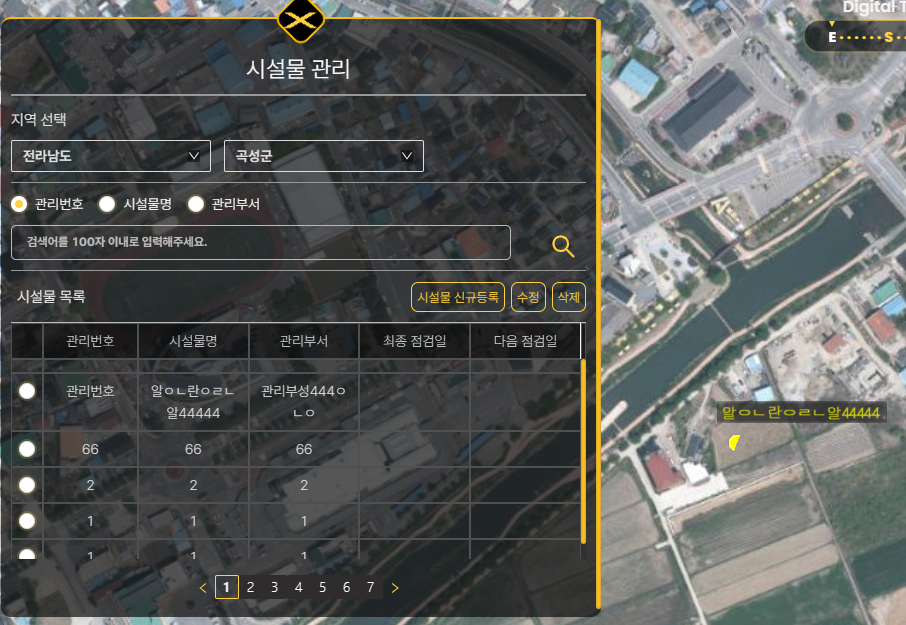 Digital T
E S
시설물 관리
지역 선택
전라남도 곡성군
관리번호 시설물명 관리부서
검색어를 100자 이내로 입력해주세요.
시설물 목록 시설물 신규등록 수정 삭제
관리번호 시설물명 관리부서 최종 점검일 다음 점검일
관리번호 알ㅇㄴ란ㅇㄹㄴ알44444 관리부성444ㅇㄴㅇ
66 66 66
2 2 2
1 1 1
1 1 1
< 1 2 3 4 5 6 7 >
알ㅇㄴ란ㅇㄹㄴ알44444